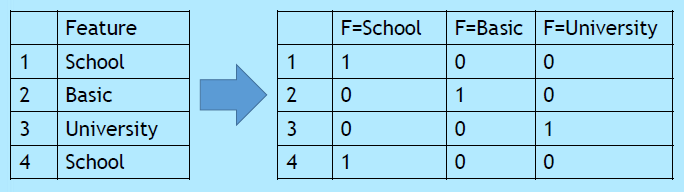 Feature
1 School
2 Basic
3 University
4 School
F=School F=Basic F=University
1 1 0 0
2 0 1 0
3 0 0 1
4 1 0 0